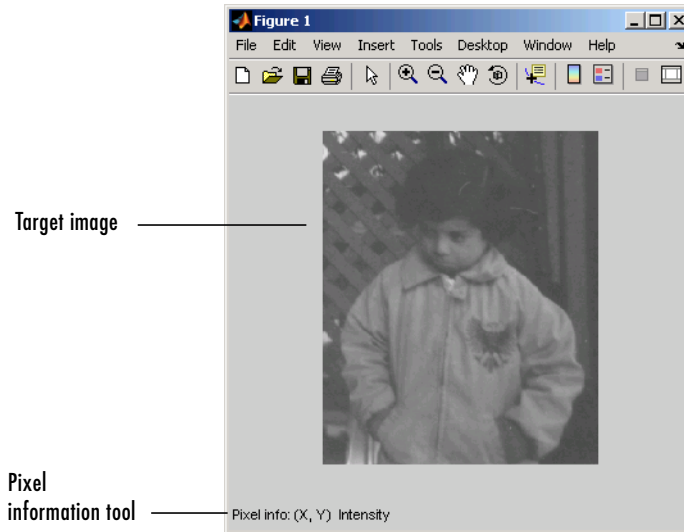 Figure 1
File Edit View Insert Tools Desktop Window Help
Target image
Pixel
information tool
Pixel info: (X, Y) Intensity